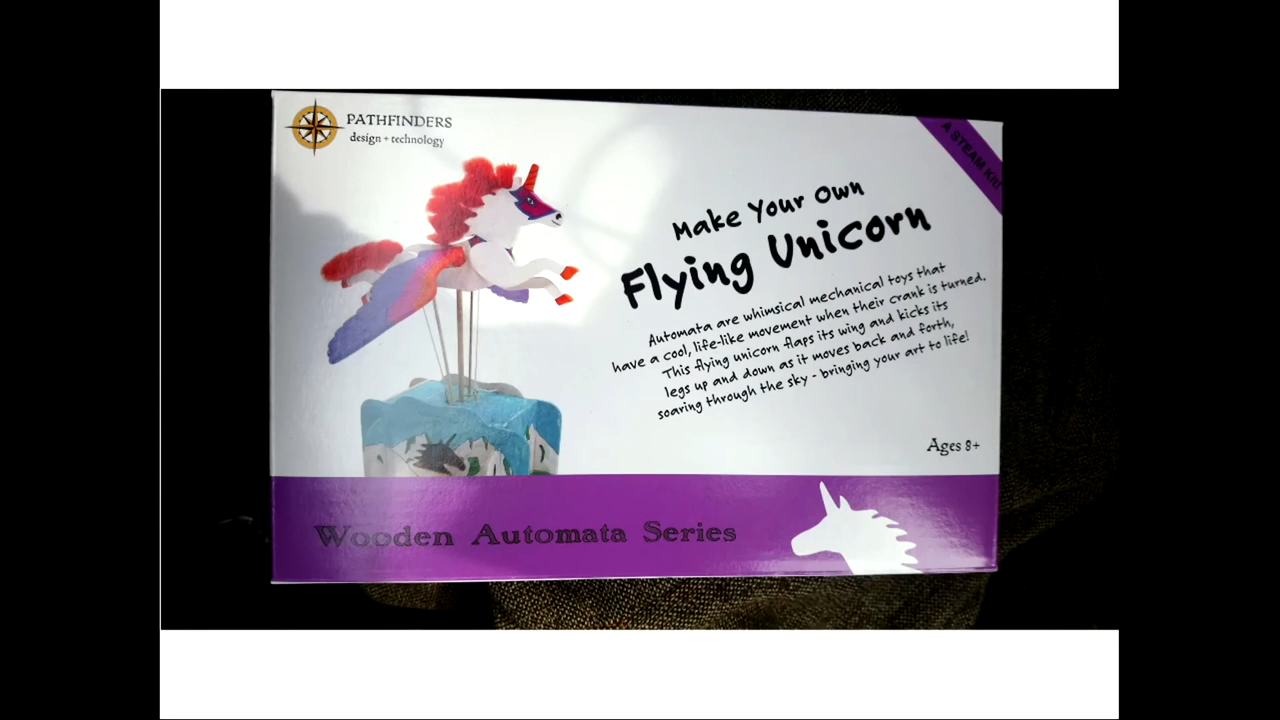 PATHFINDERS
design + technology
A STEAM Kit!
Make Your Own
Flying Unicorn
Automata are whimsical mechanical toys that
have a cool, life-like movement when their crank is turned.
This flying unicorn flaps its wing and kicks its
legs up and down as it moves back and forth,
soaring through the sky - bringing your art to life!
Ages 8+
Wooden Automata Series